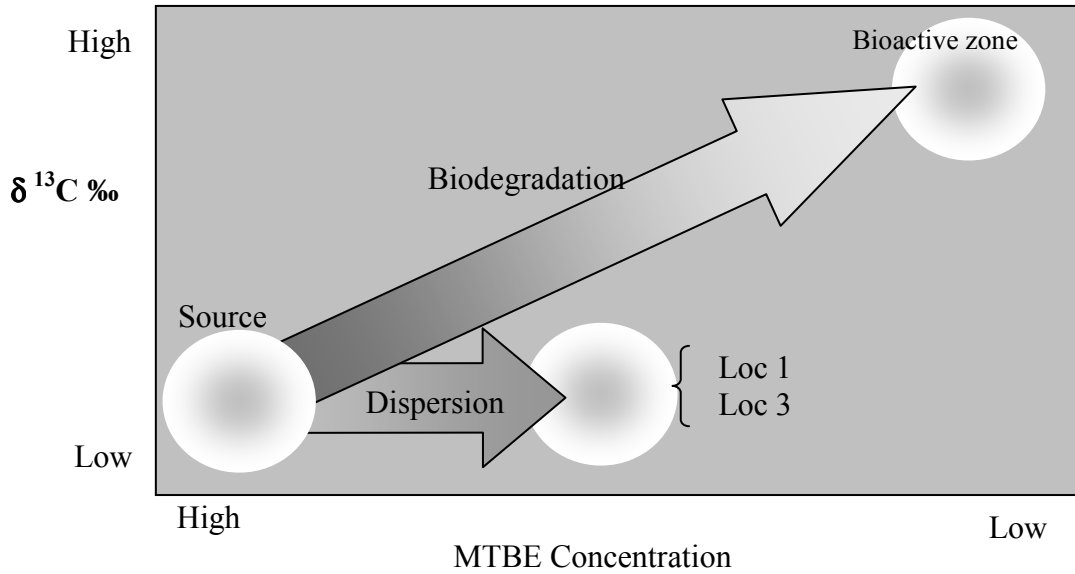 High
Bioactive zone
Biodegradation
δ ¹³C ‰
Source
Loc 1
Dispersion
Loc 3
Low
High
Low
MTBE Concentration